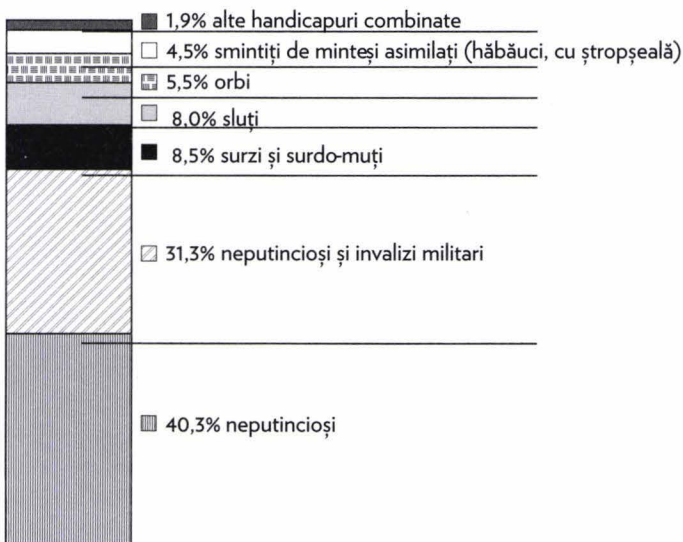 1,9% alte handicapuri combinate
4,5% smintiți de minteși asimilați (hăbăuci, cu ștropșeală)
5,5% orbi
8,0% sluți
8,5% surzi și surdo-muți
31,3% neputincioși și invalizi militari
40,3% neputincioși